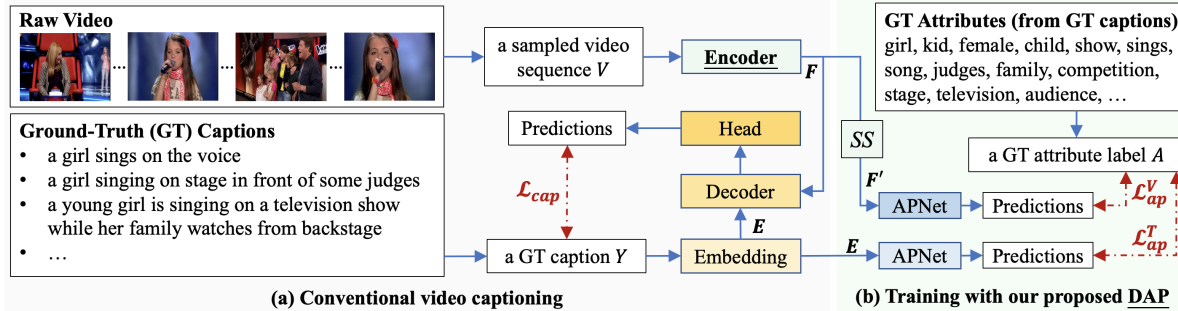 Raw Video
... ... ...
Ground-Truth (GT) Captions
• a girl sings on the voice
• a girl singing on stage in front of some judges
• a young girl is singing on a television show
while her family watches from backstage
• ...
a sampled video
sequence V
Encoder
F
Predictions
Head
Decoder
L_cap
E
a GT caption Y
Embedding
(a) Conventional video captioning
GT Attributes (from GT captions)
girl, kid, female, child, show, sings,
song, judges, family, competition,
stage, television, audience, ...
SS
a GT attribute label A
F'
APNet
Predictions
L^V_ap
E
APNet
Predictions
L^T_ap
(b) Training with our proposed DAP